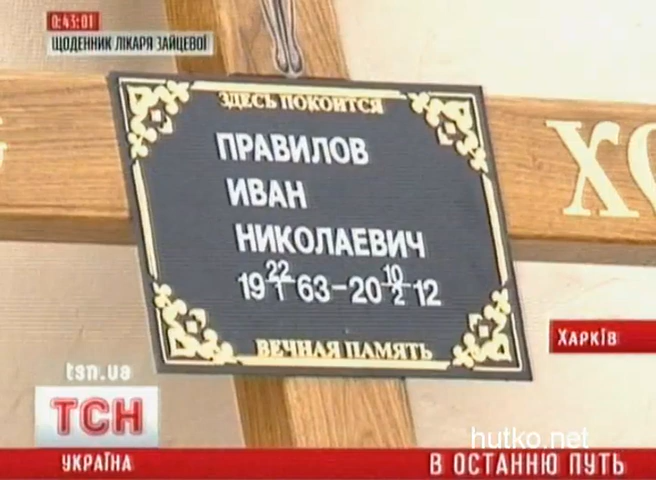 0:43:01
ЩОДЕННИК ЛІКАРЯ ЗАЙЦЕВОЇ
ЗДЕСЬ ПОКОИТСЯ
ПРАВИЛОВ
ИВАН
НИКОЛАЕВИЧ
19 22/1 63-20 10/2 12
ВЕЧНАЯ ПАМЯТЬ
ХАРКІВ
tsn.ua
ТСН
hutko.net
УКРАЇНА
В ОСТАННЮ ПУТЬ